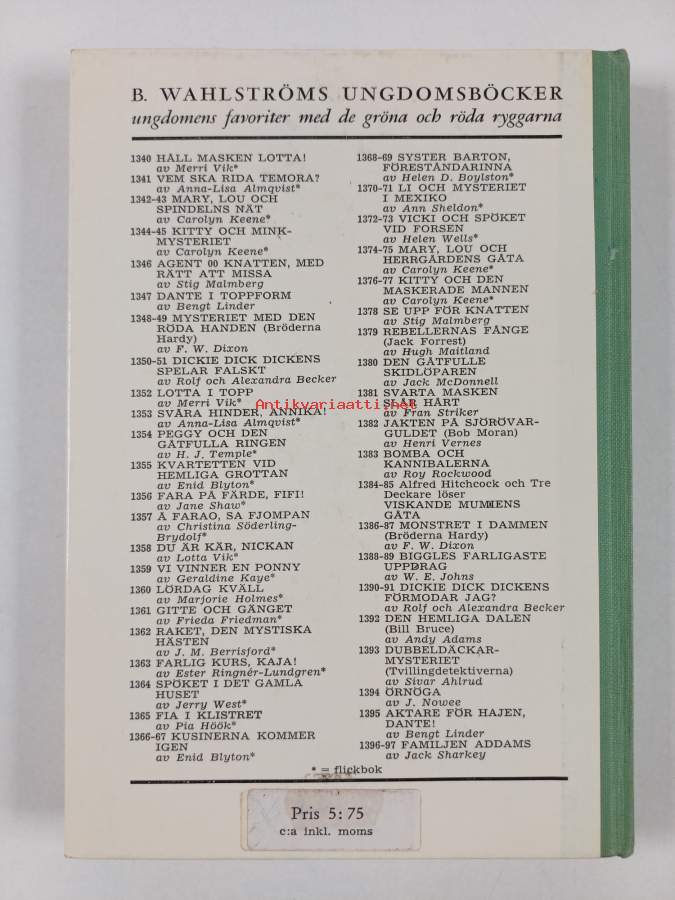 B. WAHLSTRÖMS UNGDOMSBÖCKER
ungdomens favoriter med de gröna och röda ryggarna
1340 HÅLL MASKEN LOTTA!
av Merri Vik*
1341 VEM SKA RIDA TEMORA?
av Anna-Lisa Almqvist*
1342-43 MARY, LOU OCH
SPINDELNS NÄT
av Carolyn Keene*
1344-45 KITTY OCH MINK-
MYSTERIET
av Carolyn Keene*
1346 AGENT 00 KNATTEN, MED
RÄTT ATT MISSA
av Stig Malmberg
1347 DANTE I TOPPFORM
av Bengt Linder
1348-49 MYSTERIET MED DEN
RÖDA HANDEN (Bröderna
Hardy)
av F. W. Dixon
1350-51 DICKIE DICK DICKENS
SPELAR FALSKT
av Rolf och Alexandra Becker
1352 LOTTA I TOPP
av Merri Vik*
1353 SVÅRA HINDER, ANNIKA!
av Anna-Lisa Almqvist*
1354 PEGGY OCH DEN
GÅTFULLA RINGEN
av H. J. Temple*
1355 KVARTETTEN VID
HEMLIGA GROTTAN
av Enid Blyton*
1356 FARA PÅ FÄRDE, FIFI!
av Jane Shaw*
1357 Å FARAO, SA FJOMPAN
av Christina Söderling-
Brydolf*
1358 DU ÄR KÄR, NICKAN
av Lotta Vik*
1359 VI VINNER EN PONNY
av Geraldine Kaye*
1360 LÖRDAG KVÄLL
av Marjorie Holmes*
1361 GITTE OCH GÄNGET
av Frieda Friedman*
1362 RAKET, DEN MYSTISKA
HÄSTEN
av J. M. Berrisford*
1363 FARLIG KURS, KAJA!
av Ester Ringnér-Lundgren*
1364 SPÖKET I DET GAMLA
HUSET
av Jerry West*
1365 FIA I KLISTRET
av Pia Höök*
1366-67 KUSINERNA KOMMER
IGEN
av Enid Blyton*
1368-69 SYSTER BARTON,
FÖRESTÅNDARINNA
av Helen D. Boylston*
1370-71 LI OCH MYSTERIET
I MEXIKO
av Ann Sheldon*
1372-73 VICKI OCH SPÖKET
VID FORSEN
av Helen Wells*
1374-75 MARY, LOU OCH
HERRGÅRDENS GÅTA
av Carolyn Keene*
1376-77 KITTY OCH DEN
MASKERADE MANNEN
av Carolyn Keene*
1378 SE UPP FÖR KNATTEN
av Stig Malmberg
1379 REBELLERNAS FÅNGE
(Jack Forrest)
av Hugh Maitland
1380 DEN GÅTFULLE
SKIDLÖPAREN
av Jack McDonnell
1381 SVARTA MASKEN
SLÅR HÅRT
av Fran Striker
1382 JAKTEN PÅ SJÖRÖVAR-
GULDET (Bob Moran)
av Henri Vernes
1383 BOMBA OCH
KANNIBALERNA
av Roy Rockwood
1384-85 Alfred Hitchcock och Tre
Deckare löser
VISKANDE MUMIENS
GÅTA
1386-87 MONSTRET I DAMMEN
(Bröderna Hardy)
av F. W. Dixon
1388-89 BIGGLES FARLIGASTE
UPPDRAG
av W. E. Johns
1390-91 DICKIE DICK DICKENS
FÖRMODAR JAG?
av Rolf och Alexandra Becker
1392 DEN HEMLIGA DALEN
(Bill Bruce)
av Andy Adams
1393 DUBBELDÄCKAR-
MYSTERIET
(Tvillingdetektiverna)
av Sivar Ahlrud
1394 ÖRNÖGA
av J. Nowee
1395 AKTARE FÖR HAJEN,
DANTE!
av Bengt Linder
1396-97 FAMILJEN ADDAMS
av Jack Sharkey
* = flickbok
Pris 5:75
c:a inkl. moms
Antikvariaatti.net